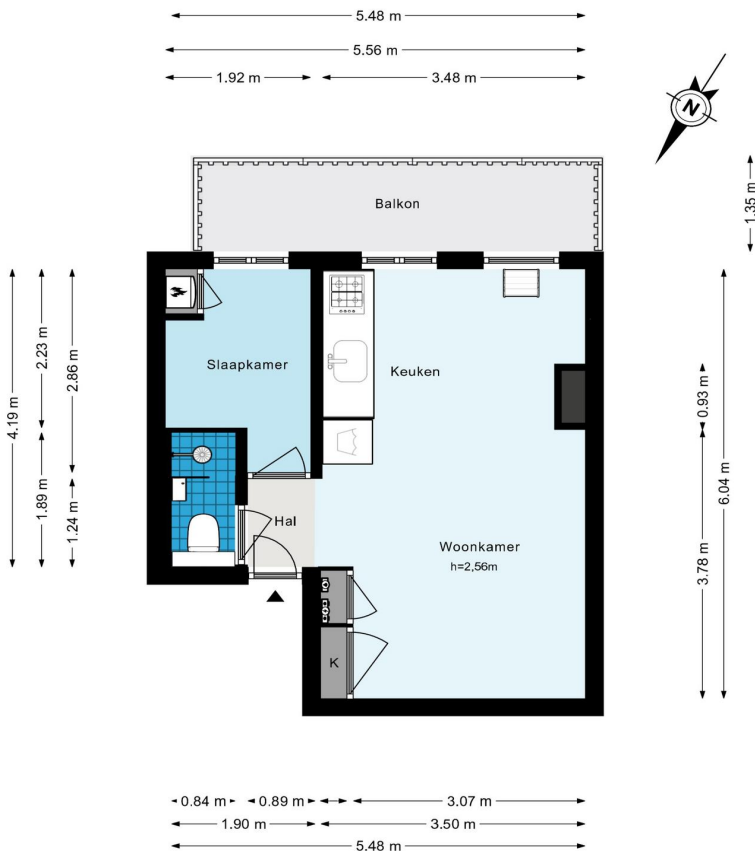 5.48 m
5.56 m
1.92 m
3.48 m
N
1.35 m
Balkon
4.19 m
2.23 m
2.86 m
Slaapkamer
Keuken
0.93 m
6.04 m
1.89 m
1.24 m
Hal
Woonkamer
h=2,56m
3.78 m
K
0.84 m
0.89 m
3.07 m
1.90 m
3.50 m
5.48 m